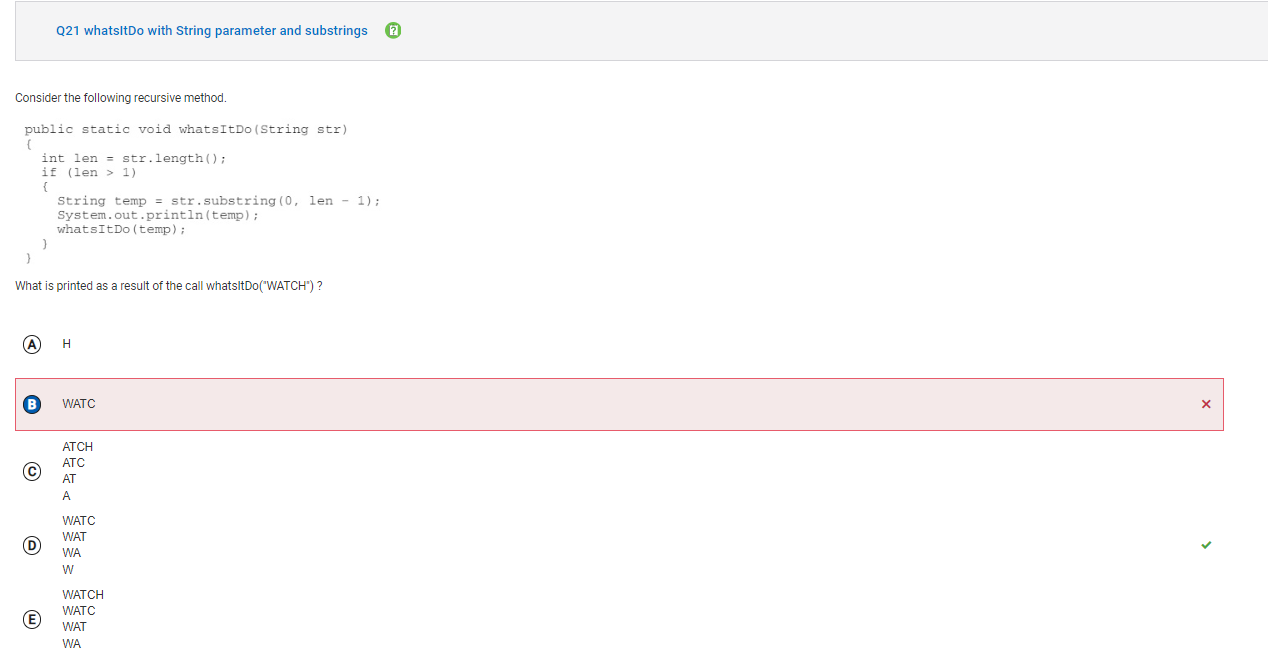 Q21 whatsItDo with String parameter and substrings
Consider the following recursive method.
public static void whatsItDo(String str)
{
int len = str.length();
if (len > 1)
{
String temp = str.substring(0, len - 1);
System.out.println(temp);
whatsItDo(temp);
}
}
What is printed as a result of the call whatsItDo("WATCH") ?
A H
B WATC
C
ATCH
ATC
AT
A
D
WATC
WAT
WA
W
E
WATCH
WATC
WAT
WA